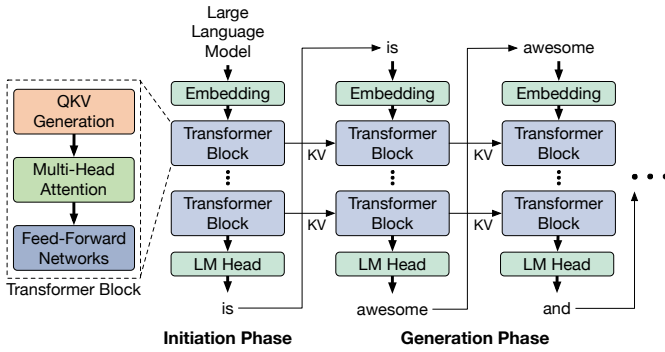 Large
Language
Model
is
awesome
Embedding
Embedding
Embedding
QKV
Generation
Transformer
Block
KV
Transformer
Block
KV
Transformer
Block
Multi-Head
Attention
Transformer
Block
KV
Transformer
Block
KV
Transformer
Block
Feed-Forward
Networks
LM Head
LM Head
LM Head
Transformer Block
is
awesome
and
Initiation Phase
Generation Phase